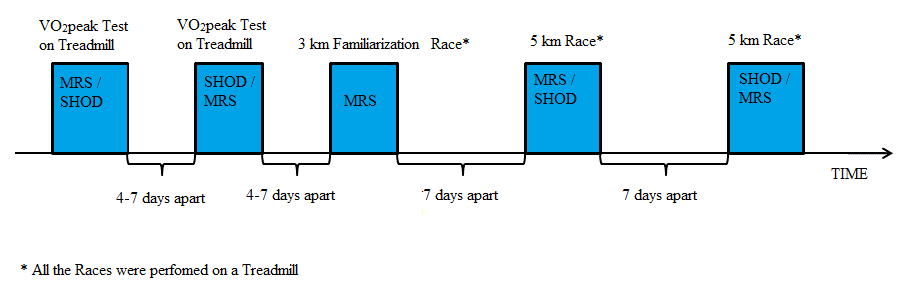 VO2peak Test
on Treadmill
VO2peak Test
on Treadmill
3 km Familiarization Race*
5 km Race*
5 km Race*
MRS /
SHOD
SHOD /
MRS
MRS
MRS /
SHOD
SHOD /
MRS
TIME
4-7 days apart
4-7 days apart
7 days apart
7 days apart
* All the Races were perfomed on a Treadmill